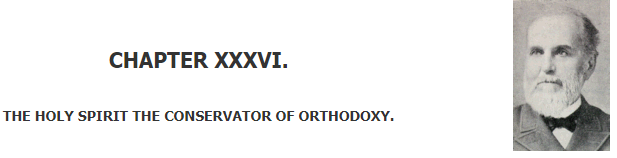 CHAPTER XXXVI.
THE HOLY SPIRIT THE CONSERVATOR OF ORTHODOXY.